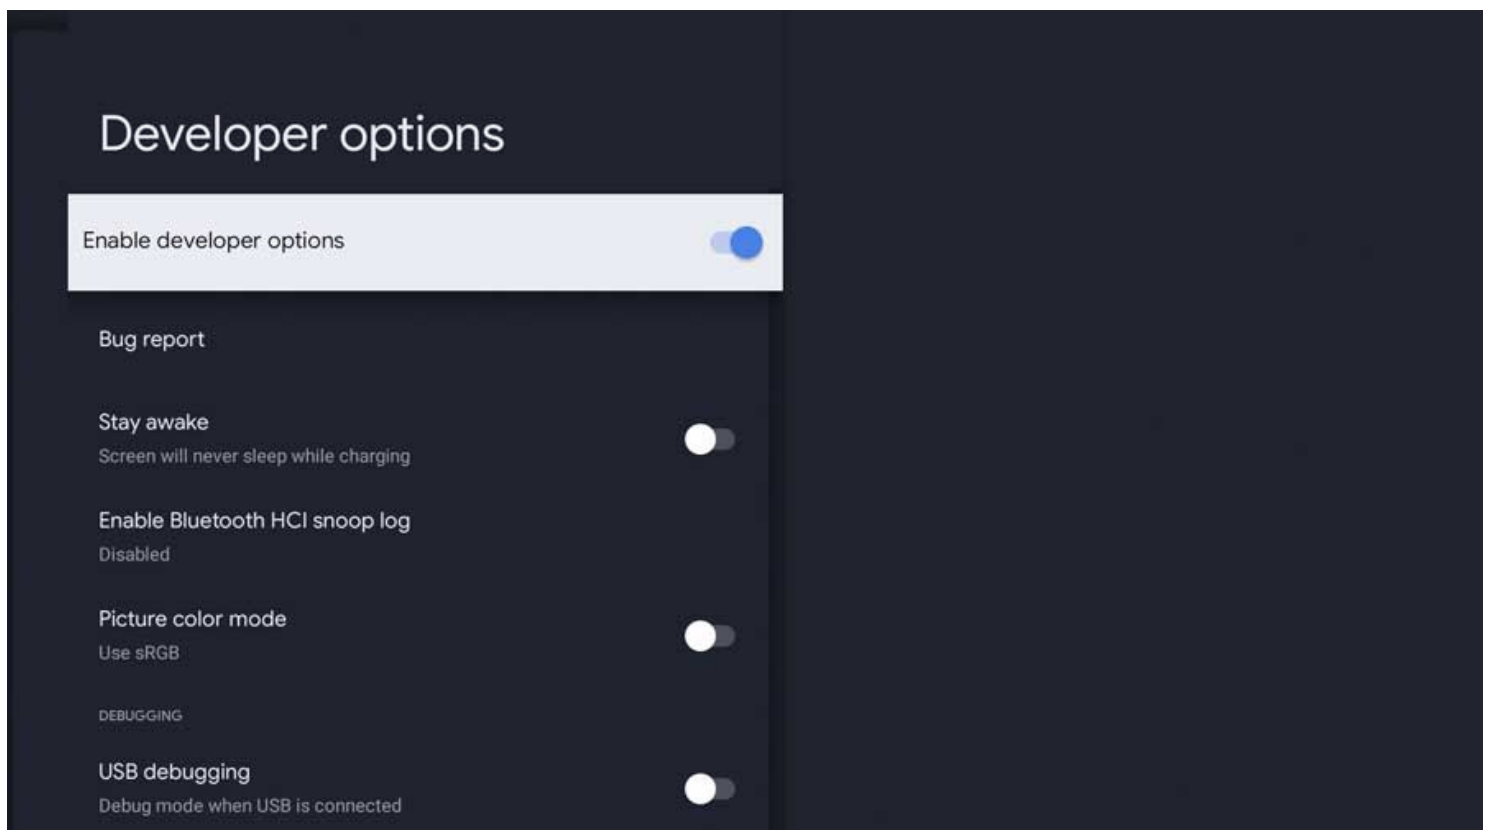 Developer options
Enable developer options
Bug report
Stay awake
Screen will never sleep while charging
Enable Bluetooth HCI snoop log
Disabled
Picture color mode
Use sRGB
DEBUGGING
USB debugging
Debug mode when USB is connected